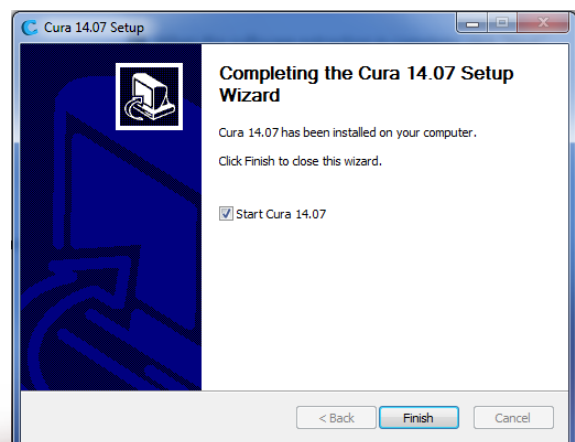 Cura 14.07 Setup
Completing the Cura 14.07 Setup
Wizard
Cura 14.07 has been installed on your computer.
Click Finish to close this wizard.
Start Cura 14.07
< Back
Finish
Cancel